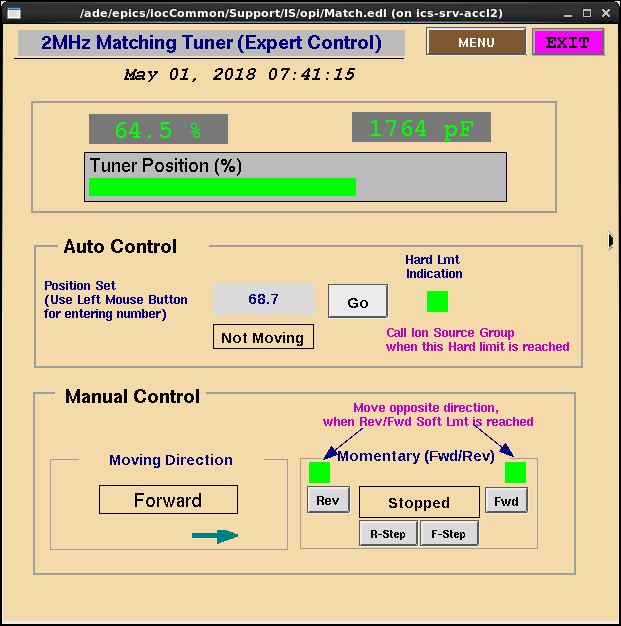 /ade/epics/iocCommon/Support/IS/opi/Match.edl (on ics-srv-accl2)
2MHz Matching Tuner (Expert Control)
MENU
EXIT
May 01, 2018 07:41:15
64.5 %
1764 pF
Tuner Position (%)
Auto Control
Hard Lmt
Indication
Position Set
(Use Left Mouse Button
for entering number)
68.7
Go
Not Moving
Call Ion Source Group
when this Hard limit is reached
Manual Control
Move opposite direction,
when Rev/Fwd Soft Lmt is reached
Moving Direction
Momentary (Fwd/Rev)
Forward
Rev
Stopped
Fwd
R-Step
F-Step